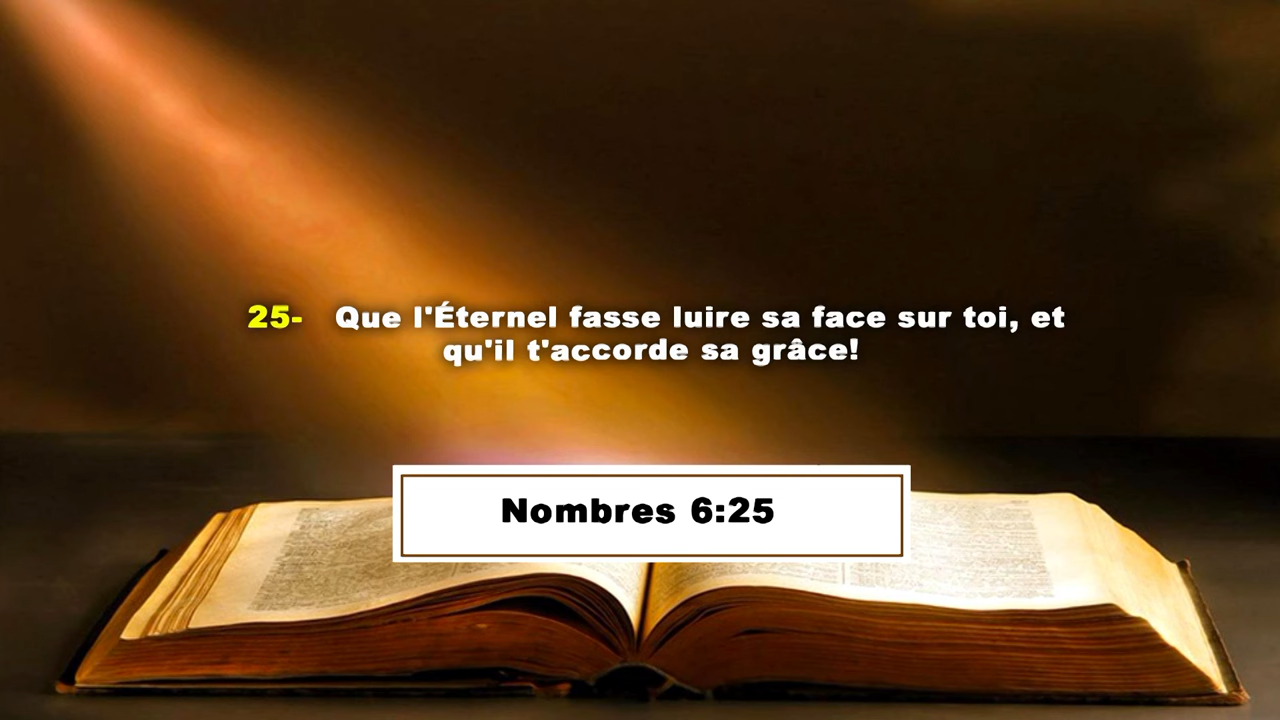 25- Que l'Éternel fasse luire sa face sur toi, et
qu'il t'accorde sa grâce!
Nombres 6:25